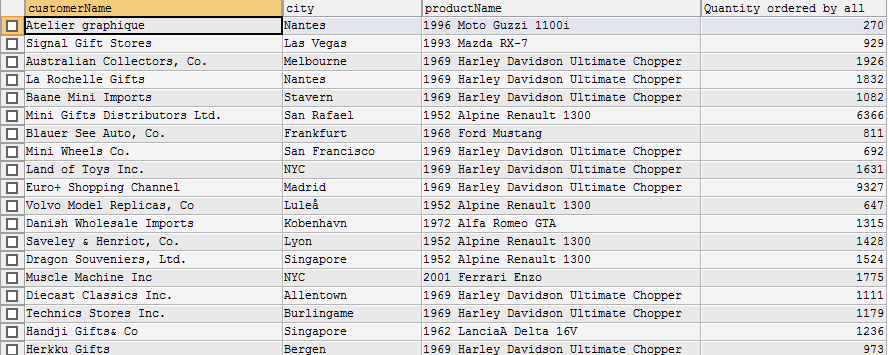 customerName city productName Quantity ordered by all
Atelier graphique Nantes 1996 Moto Guzzi 1100i 270
Signal Gift Stores Las Vegas 1993 Mazda RX-7 929
Australian Collectors, Co. Melbourne 1969 Harley Davidson Ultimate Chopper 1926
La Rochelle Gifts Nantes 1969 Harley Davidson Ultimate Chopper 1832
Baane Mini Imports Stavern 1969 Harley Davidson Ultimate Chopper 1082
Mini Gifts Distributors Ltd. San Rafael 1952 Alpine Renault 1300 6366
Blauer See Auto, Co. Frankfurt 1968 Ford Mustang 811
Mini Wheels Co. San Francisco 1969 Harley Davidson Ultimate Chopper 692
Land of Toys Inc. NYC 1969 Harley Davidson Ultimate Chopper 1631
Euro+ Shopping Channel Madrid 1969 Harley Davidson Ultimate Chopper 9327
Volvo Model Replicas, Co Luleå 1952 Alpine Renault 1300 647
Danish Wholesale Imports Kobenhavn 1972 Alfa Romeo GTA 1315
Saveley & Henriot, Co. Lyon 1952 Alpine Renault 1300 1428
Dragon Souveniers, Ltd. Singapore 1952 Alpine Renault 1300 1524
Muscle Machine Inc NYC 2001 Ferrari Enzo 1775
Diecast Classics Inc. Allentown 1969 Harley Davidson Ultimate Chopper 1111
Technics Stores Inc. Burlingame 1969 Harley Davidson Ultimate Chopper 1179
Handji Gifts& Co Singapore 1962 LanciaA Delta 16V 1236
Herkku Gifts Bergen 1969 Harley Davidson Ultimate Chopper 973